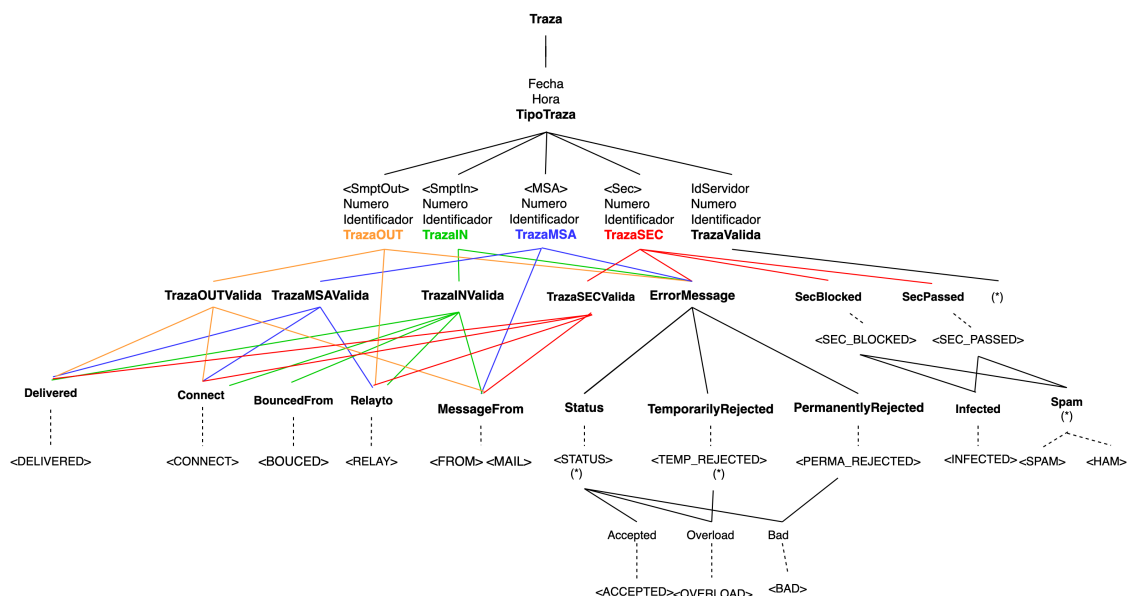 Traza
Fecha
Hora
TipoTraza
<SmptOut>
Numero
Identificador
TrazaOUT
<SmptIn>
Numero
Identificador
TrazaIN
<MSA>
Numero
Identificador
TrazaMSA
<Sec>
Numero
Identificador
TrazaSEC
IdServidor
Numero
Identificador
TrazaValida
TrazaOUTValida
TrazaMSAValida
TrazaINValida
TrazaSECValida
ErrorMessage
SecBlocked
SecPassed
(*)
<SEC_BLOCKED>
<SEC_PASSED>
Delivered
Connect
BouncedFrom
Relayto
MessageFrom
Status
TemporarilyRejected
PermanentlyRejected
Infected
Spam
(*)
<DELIVERED>
<CONNECT>
<BOUCED>
<RELAY>
<FROM> <MAIL>
<STATUS>
(*)
<TEMP_REJECTED>
(*)
<PERMA_REJECTED>
<INFECTED>
<SPAM>
<HAM>
Accepted
Overload
Bad
<ACCEPTED>
<OVERLOAD>
<BAD>